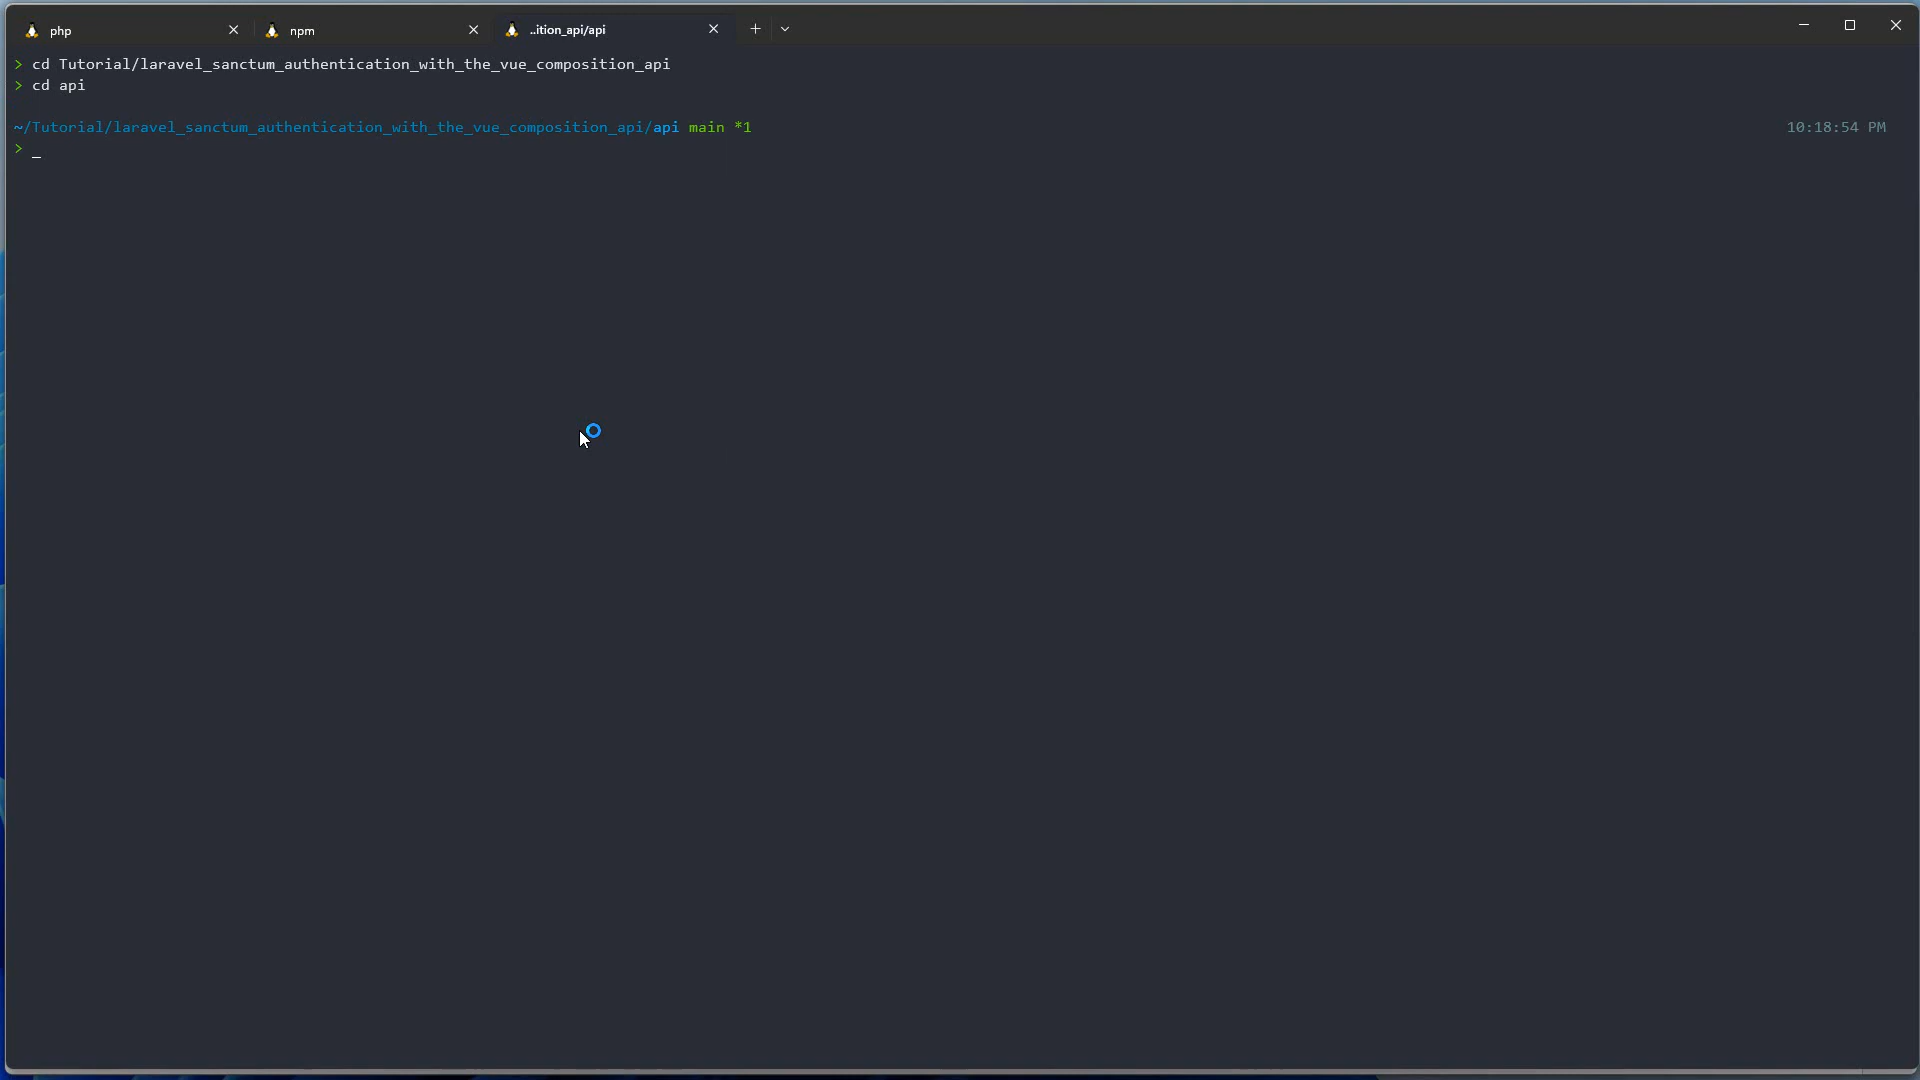 php
npm
..ition_api/api
> cd Tutorial/laravel_sanctum_authentication_with_the_vue_composition_api
> cd api
~/Tutorial/laravel_sanctum_authentication_with_the_vue_composition_api/api main *1 10:18:54 PM
> _